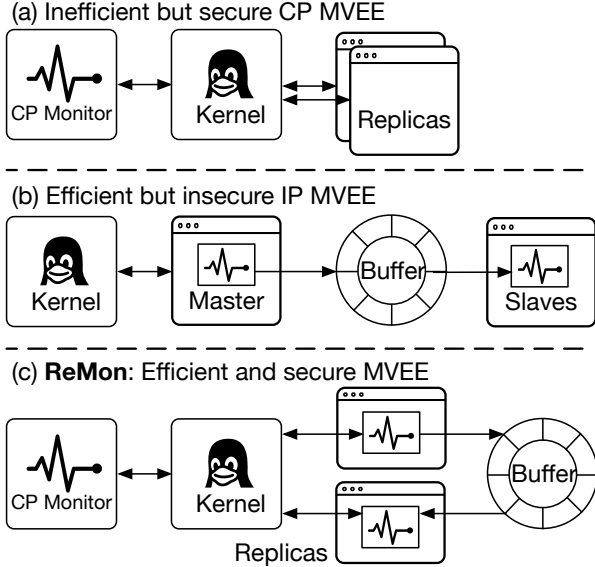 (a) Inefficient but secure CP MVEE
CP Monitor
Kernel
Replicas
(b) Efficient but insecure IP MVEE
Kernel
Master
Buffer
Slaves
(c) ReMon: Efficient and secure MVEE
CP Monitor
Kernel
Buffer
Replicas